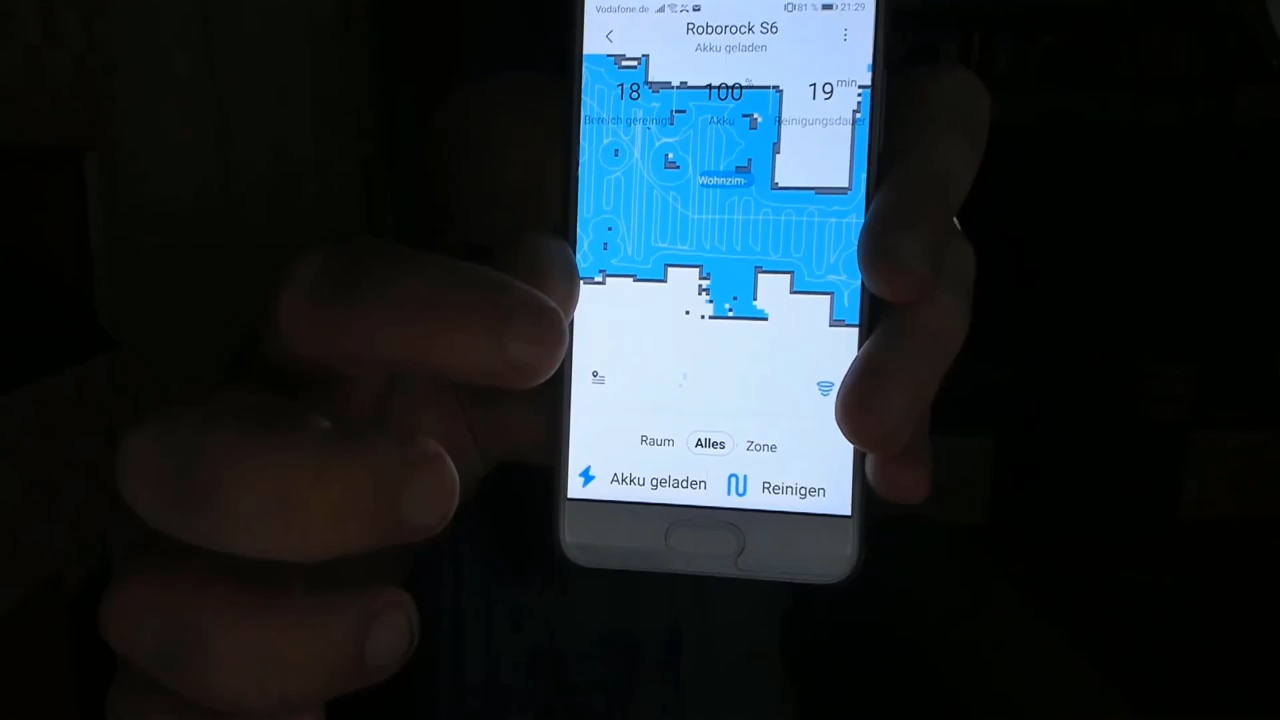 Vodafone.de 81 % 21:29
Roborock S6
Akku geladen
18 100 % 19 min
Bereich gereinigt Akku Reinigungsdauer
Wohnzim-
Raum Alles Zone
Akku geladen Reinigen